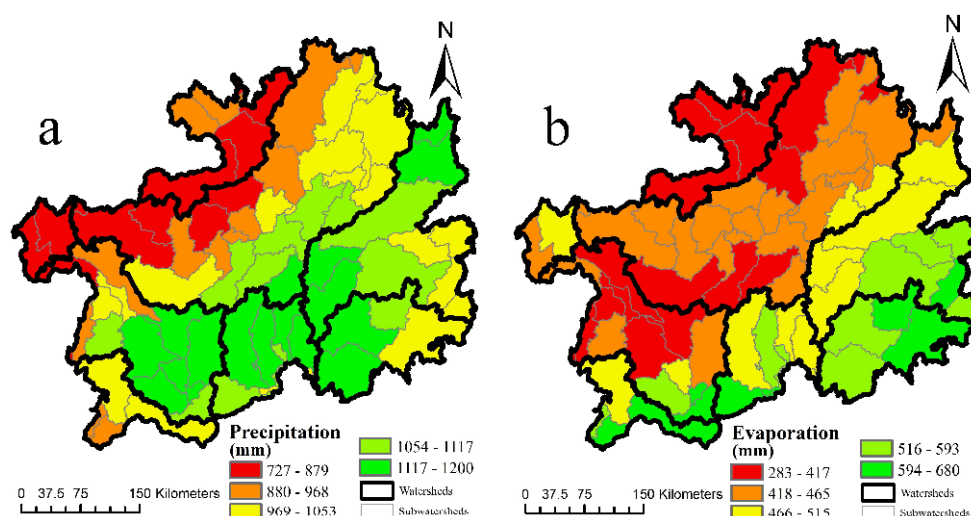 N
a
Precipitation
(mm)
727 - 879
880 - 968
969 - 1053
1054 - 1117
1117 - 1200
Watersheds
Subwatersheds
0 37.5 75 150 Kilometers
N
b
Evaporation
(mm)
283 - 417
418 - 465
466 - 515
516 - 593
594 - 680
Watersheds
Subwatersheds
0 37.5 75 150 Kilometers